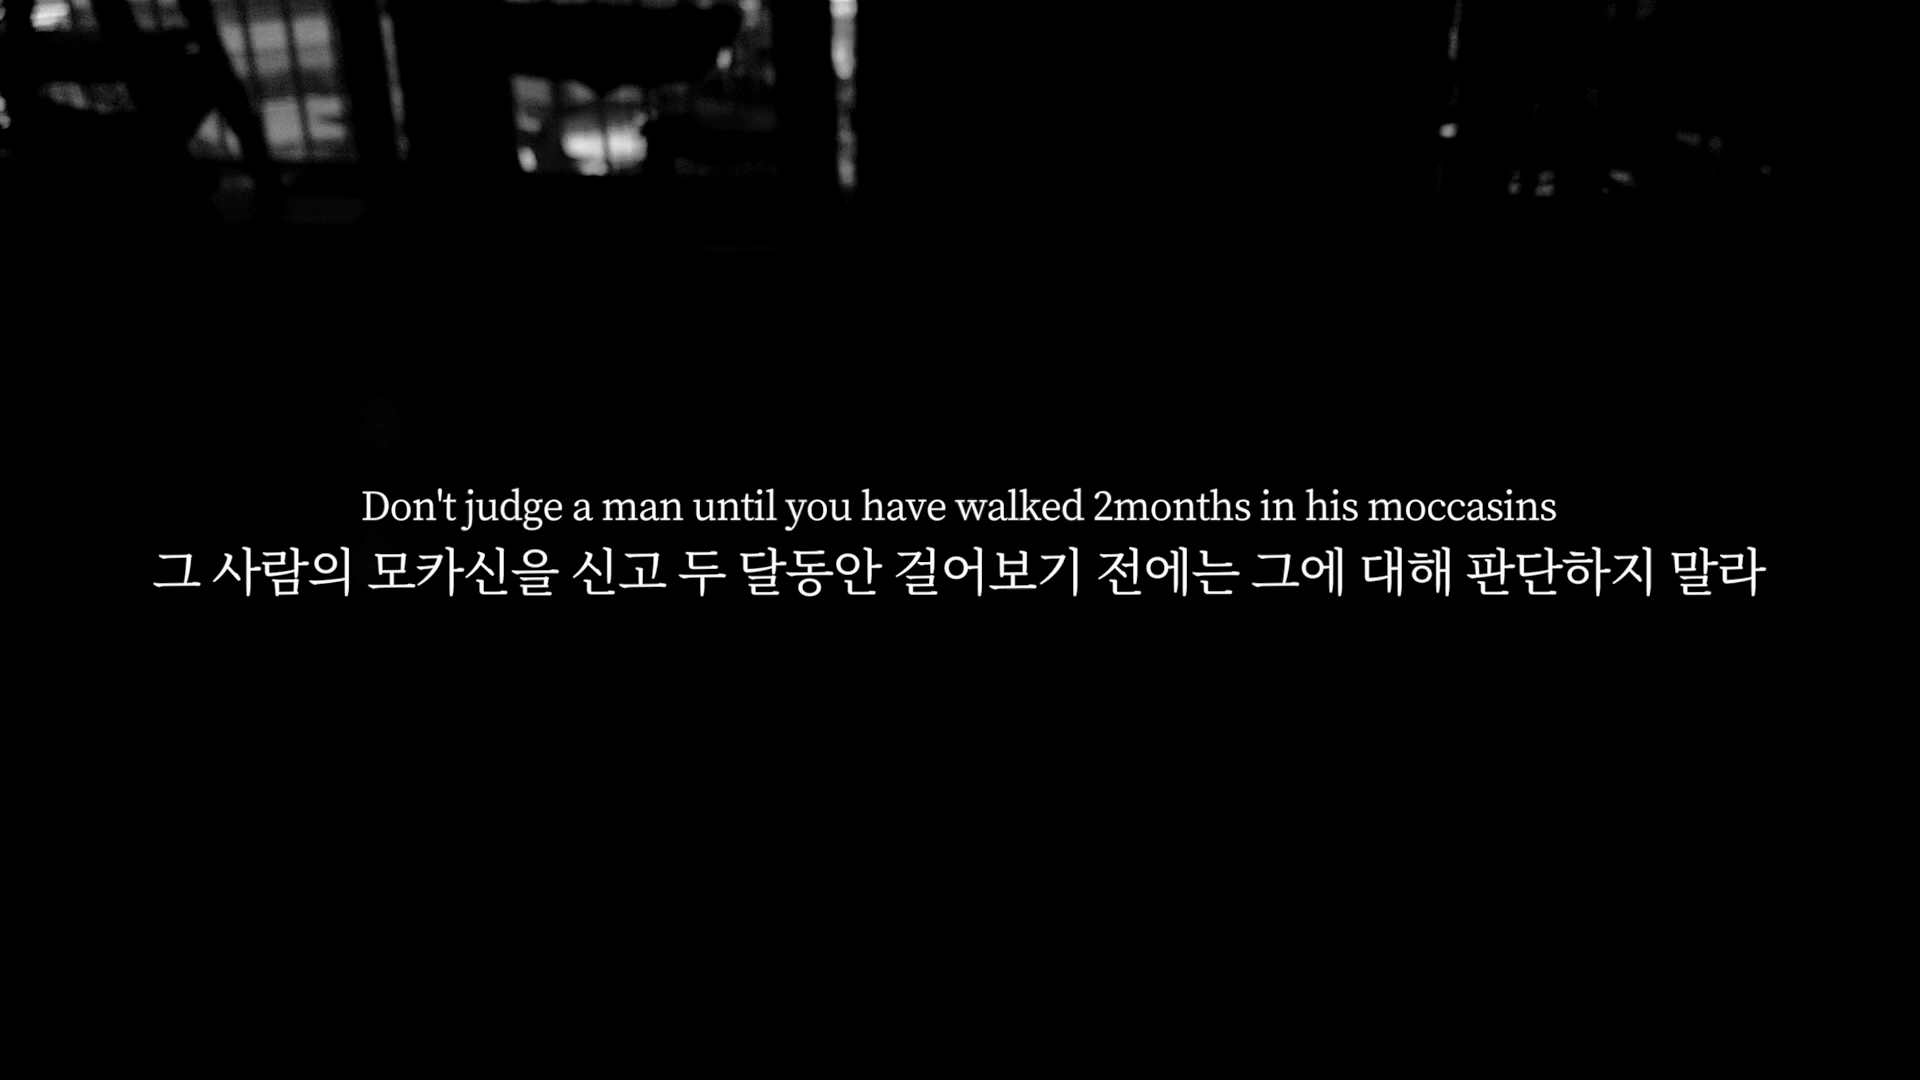 Don't judge a man until you have walked 2months in his moccasins
그 사람의 모카신을 신고 두 달동안 걸어보기 전에는 그에 대해 판단하지 말라